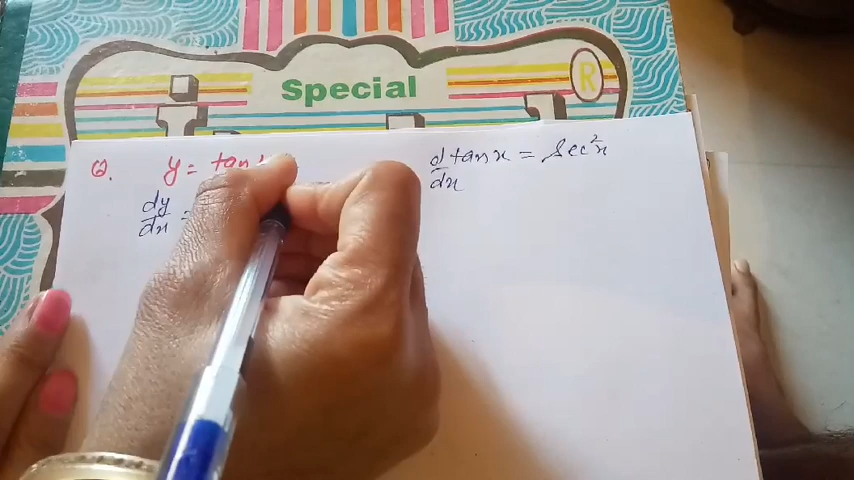 Special
R
Q. y = tan
d/dx tan x = Sec²x
dy/dx =